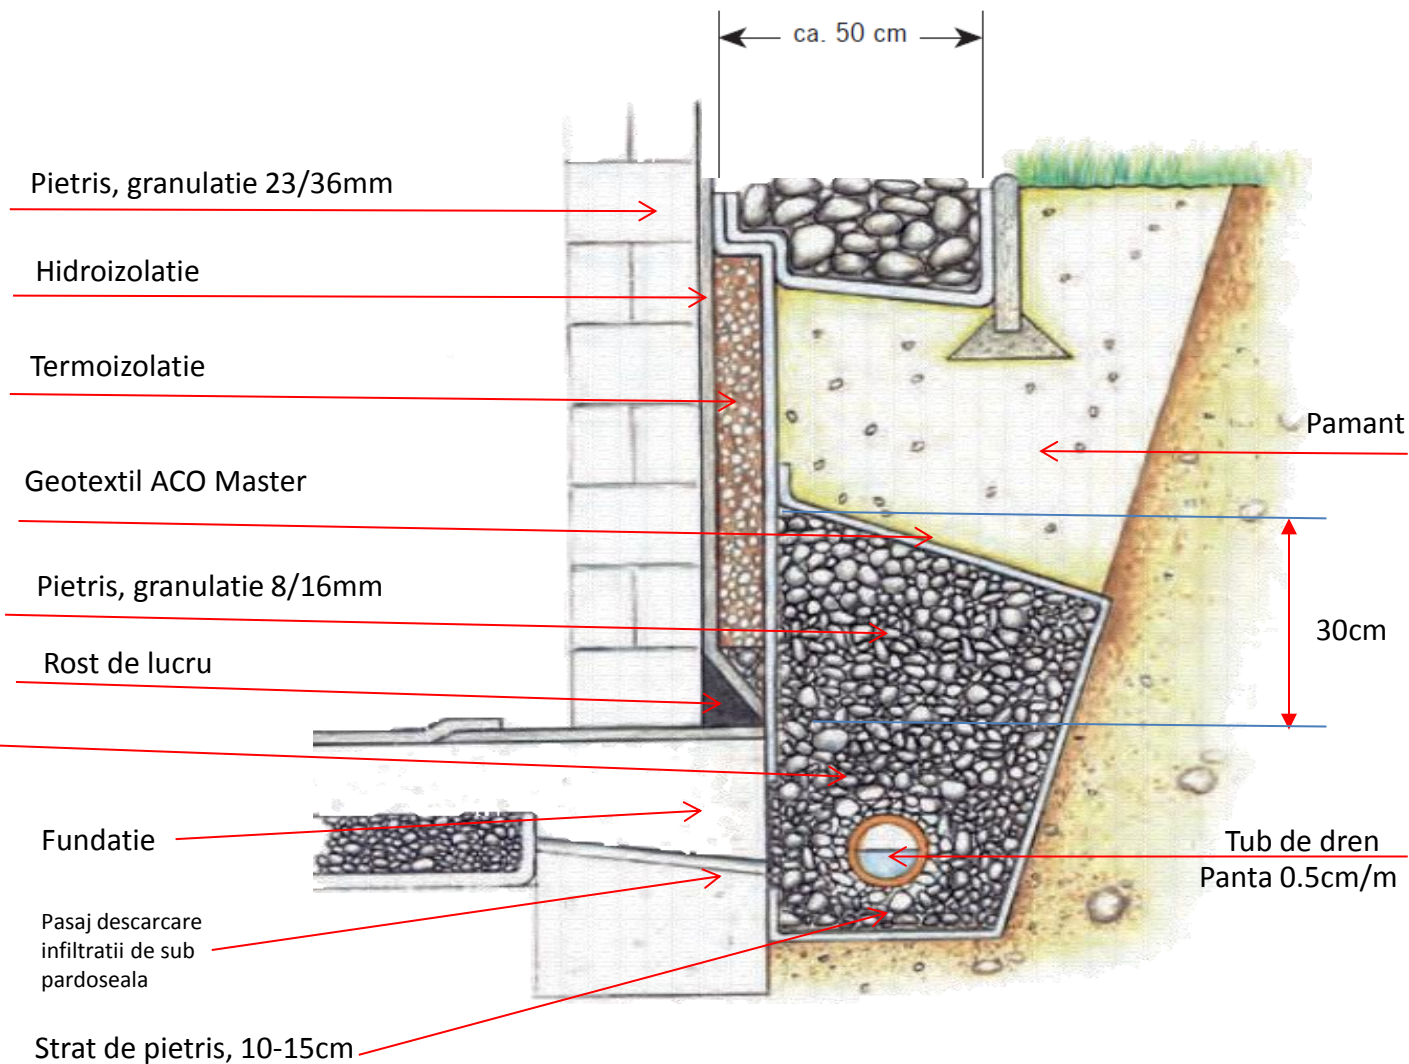 ca. 50 cm
Pietris, granulatie 23/36mm
Hidroizolatie
Termoizolatie
Pamant
Geotextil ACO Master
Pietris, granulatie 8/16mm
30cm
Rost de lucru
Fundatie
Tub de dren
Panta 0.5cm/m
Pasaj descarcare
infiltratii de sub
pardoseala
Strat de pietris, 10-15cm